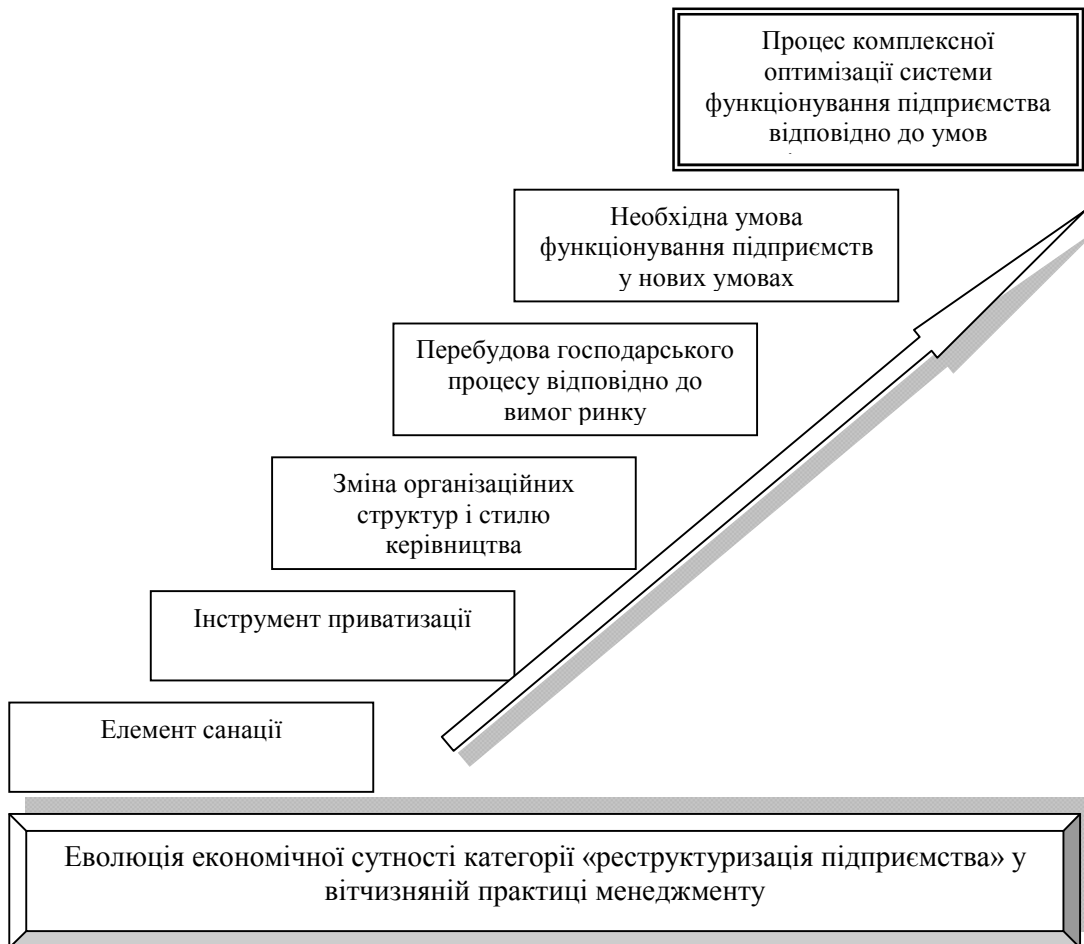 Процес комплексної
оптимізації системи
функціонування підприємства
відповідно до умов
Необхідна умова
функціонування підприємств
у нових умовах
Перебудова господарського
процесу відповідно до
вимог ринку
Зміна організаційних
структур і стилю
керівництва
Інструмент приватизації
Елемент санації
Еволюція економічної сутності категорії «реструктуризація підприємства» у
вітчизняній практиці менеджменту